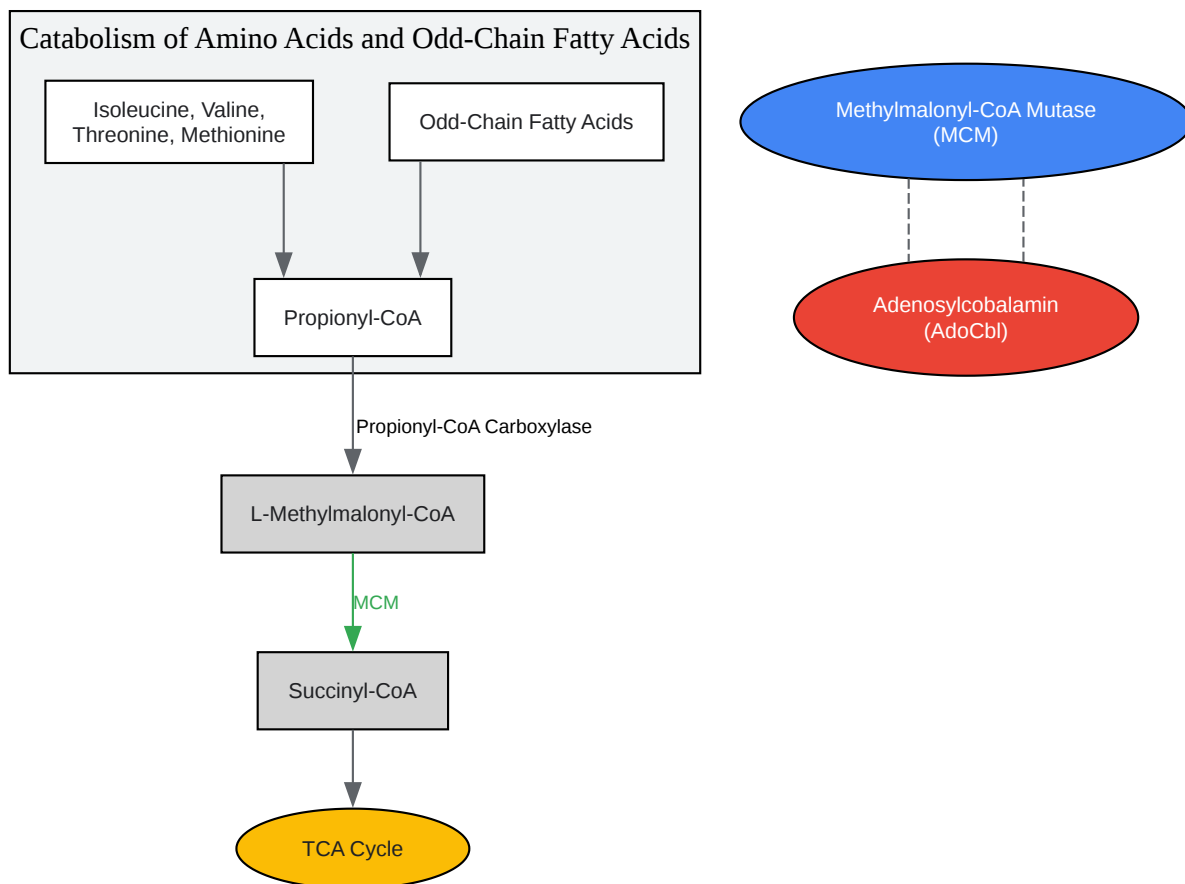 Catabolism of Amino Acids and Odd-Chain Fatty Acids
Isoleucine, Valine,
Threonine, Methionine
Odd-Chain Fatty Acids
Propionyl-CoA
Propionyl-CoA Carboxylase
L-Methylmalonyl-CoA
MCM
Succinyl-CoA
TCA Cycle
Methylmalonyl-CoA Mutase
(MCM)
Adenosylcobalamin
(AdoCbl)